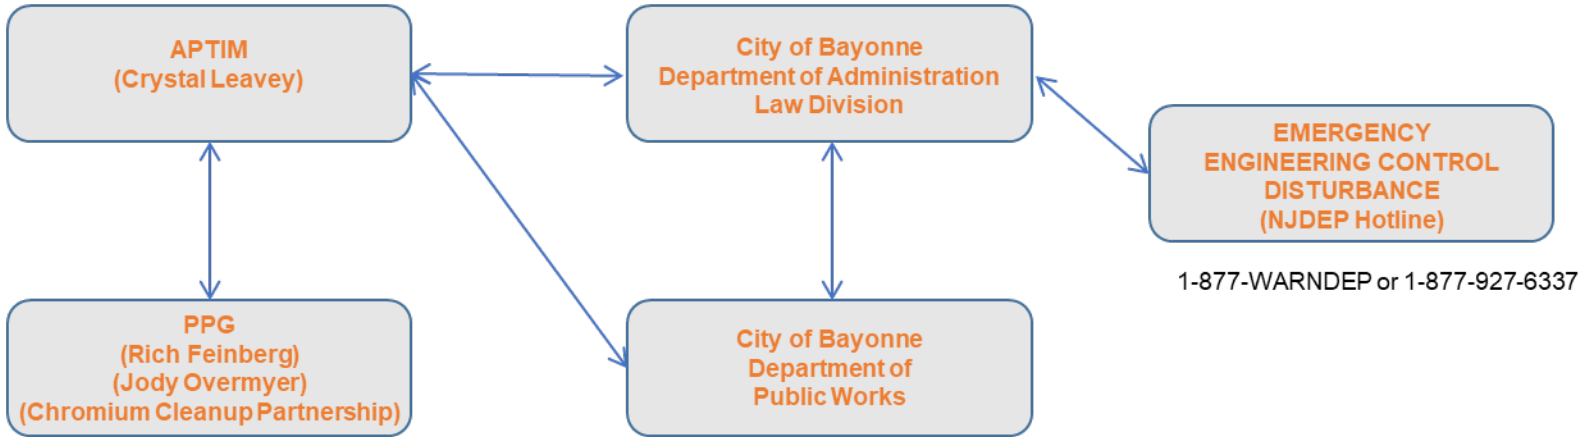 APTIM
(Crystal Leavey)
City of Bayonne
Department of Administration
Law Division
EMERGENCY
ENGINEERING CONTROL
DISTURBANCE
(NJDEP Hotline)
1-877-WARNDEP or 1-877-927-6337
PPG
(Rich Feinberg)
(Jody Overmyer)
(Chromium Cleanup Partnership)
City of Bayonne
Department of
Public Works